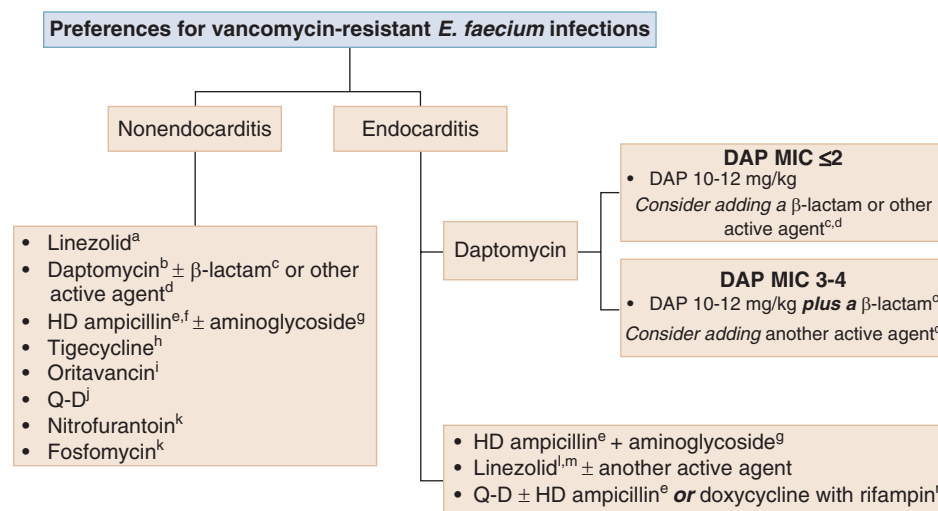 Preferences for vancomycin-resistant E. faecium infections
Nonendocarditis
Endocarditis
• Linezolidᵃ
• Daptomycinᵇ ± β-lactamᶜ or other
active agentᵈ
• HD ampicillinᵉ,ᶠ ± aminoglycosideᵍ
• Tigecyclineʰ
• Oritavancinⁱ
• Q-Dʲ
• Nitrofurantoinᵏ
• Fosfomycinᵏ
Daptomycin
DAP MIC ≤2
• DAP 10-12 mg/kg
Consider adding a β-lactam or other
active agentᶜ,ᵈ
DAP MIC 3-4
• DAP 10-12 mg/kg plus a β-lactamᶜ
Consider adding another active agent
• HD ampicillinᵉ + aminoglycosideᵍ
• Linezolidˡ,ᵐ ± another active agent
• Q-D ± HD ampicillinᵉ or doxycycline with rifampin